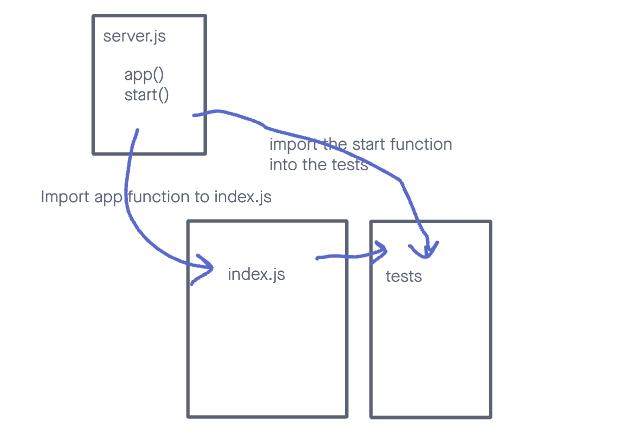 server.js
app()
start()
import the start function
into the tests
Import app function to index.js
index.js
tests